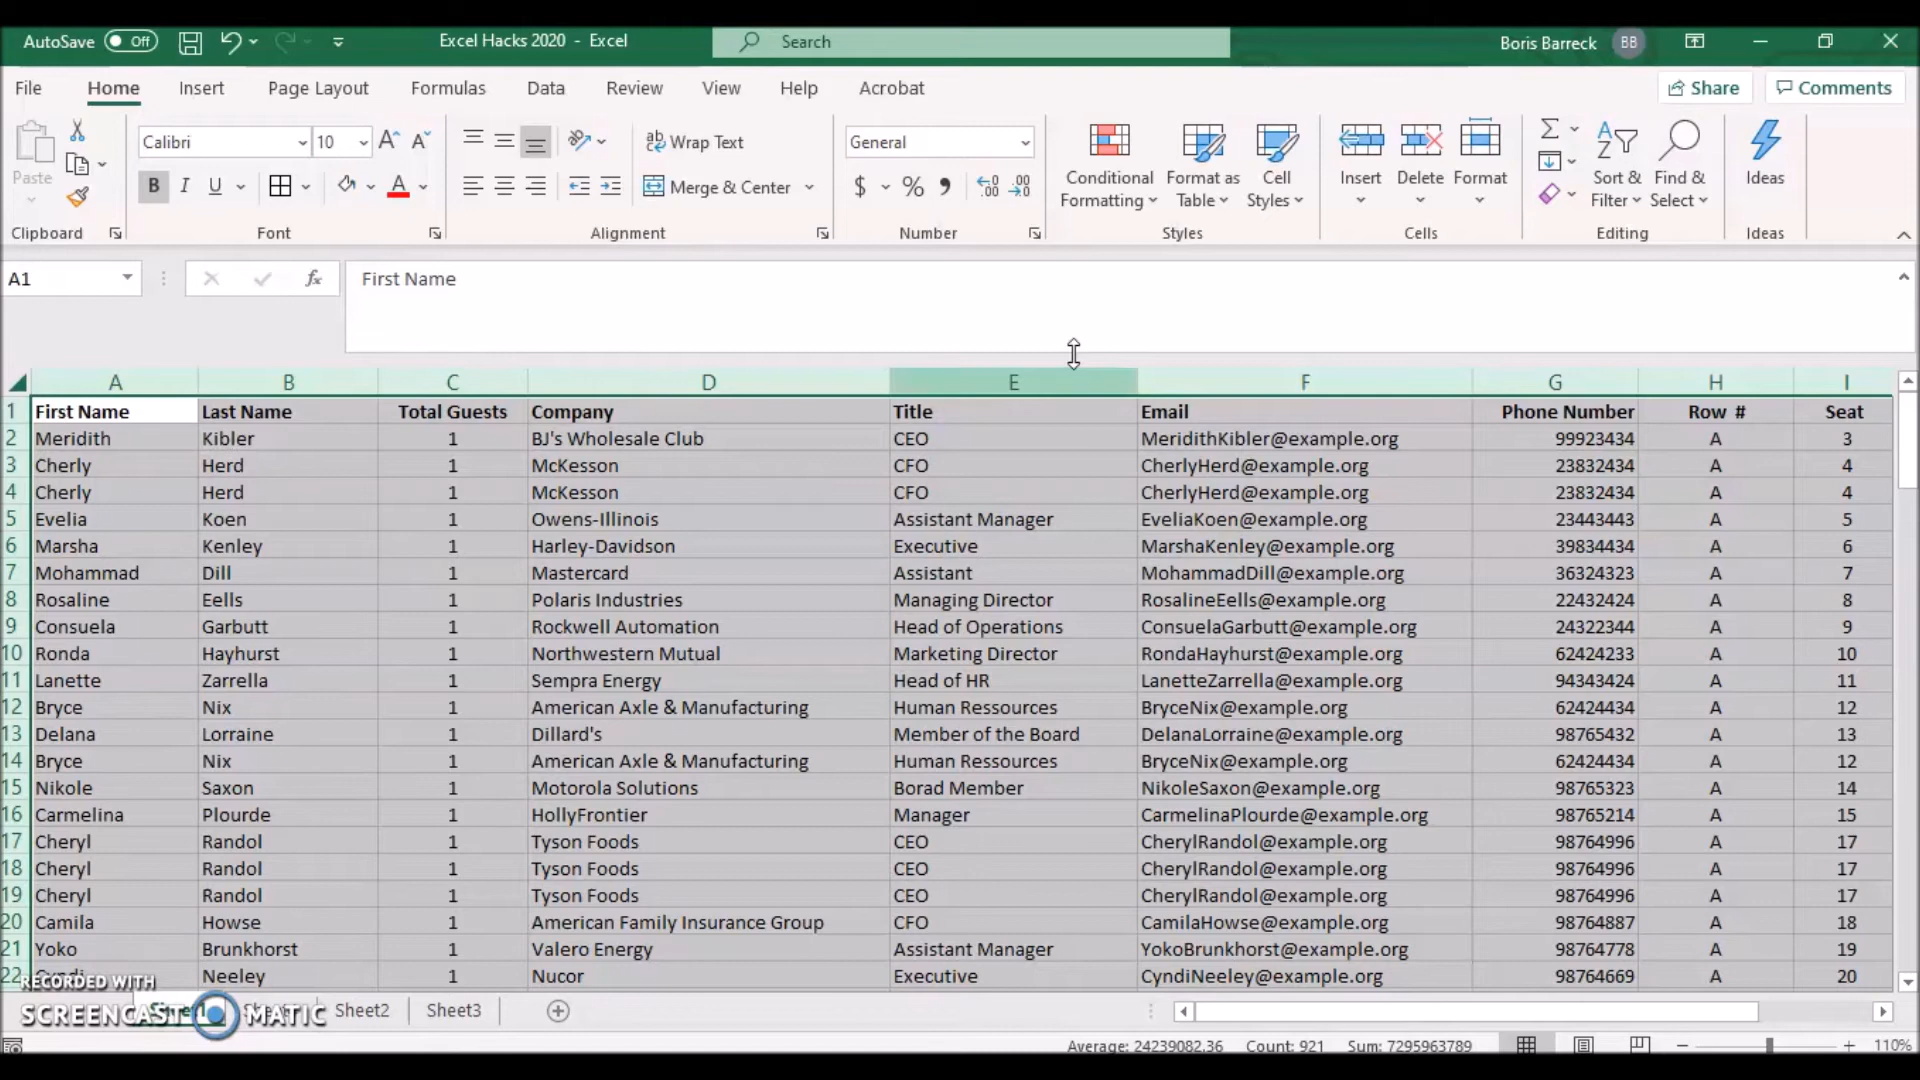 AutoSave Off Excel Hacks 2020 - Excel Search Boris Barreck BB
File Home Insert Page Layout Formulas Data Review View Help Acrobat Share Comments
Paste
Calibri 10 A A
B I U A
ab Wrap Text
Merge & Center
General
$ % , .00 .00
Conditional Formatting
Format as Table
Cell Styles
Insert Delete Format
Sort & Filter
Find & Select
Ideas
Clipboard Font Alignment Number Styles Cells Editing Ideas
A1 fx First Name
A B C D E F G H I
1 First Name Last Name Total Guests Company Title Email Phone Number Row # Seat
2 Meridith Kibler 1 BJ's Wholesale Club CEO MeridithKibler@example.org 99923434 A 3
3 Cherly Herd 1 McKesson CFO CherlyHerd@example.org 23832434 A 4
4 Cherly Herd 1 McKesson CFO CherlyHerd@example.org 23832434 A 4
5 Evelia Koen 1 Owens-Illinois Assistant Manager EveliaKoen@example.org 23443443 A 5
6 Marsha Kenley 1 Harley-Davidson Executive MarshaKenley@example.org 39834434 A 6
7 Mohammad Dill 1 Mastercard Assistant MohammadDill@example.org 36324323 A 7
8 Rosaline Eells 1 Polaris Industries Managing Director RosalineEells@example.org 22432424 A 8
9 Consuela Garbutt 1 Rockwell Automation Head of Operations ConsuelaGarbutt@example.org 24322344 A 9
10 Ronda Hayhurst 1 Northwestern Mutual Marketing Director RondaHayhurst@example.org 62424233 A 10
11 Lanette Zarrella 1 Sempra Energy Head of HR LanetteZarrella@example.org 94343424 A 11
12 Bryce Nix 1 American Axle & Manufacturing Human Ressources BryceNix@example.org 62424434 A 12
13 Delana Lorraine 1 Dillard's Member of the Board DelanaLorraine@example.org 98765432 A 13
14 Bryce Nix 1 American Axle & Manufacturing Human Ressources BryceNix@example.org 62424434 A 12
15 Nikole Saxon 1 Motorola Solutions Borad Member NikoleSaxon@example.org 98765323 A 14
16 Carmelina Plourde 1 HollyFrontier Manager CarmelinaPlourde@example.org 98765214 A 15
17 Cheryl Randol 1 Tyson Foods CEO CherylRandol@example.org 98764996 A 17
18 Cheryl Randol 1 Tyson Foods CEO CherylRandol@example.org 98764996 A 17
19 Cheryl Randol 1 Tyson Foods CEO CherylRandol@example.org 98764996 A 17
20 Camila Howse 1 American Family Insurance Group CFO CamilaHowse@example.org 98764887 A 18
21 Yoko Brunkhorst 1 Valero Energy Assistant Manager YokoBrunkhorst@example.org 98764778 A 19
22 Cyndi Neeley 1 Nucor Executive CyndiNeeley@example.org 98764669 A 20
RECORDED WITH
SCREENCAST MATIC
Sheet2 Sheet3
Average: 24239082.36 Count: 921 Sum: 7295963789 110%